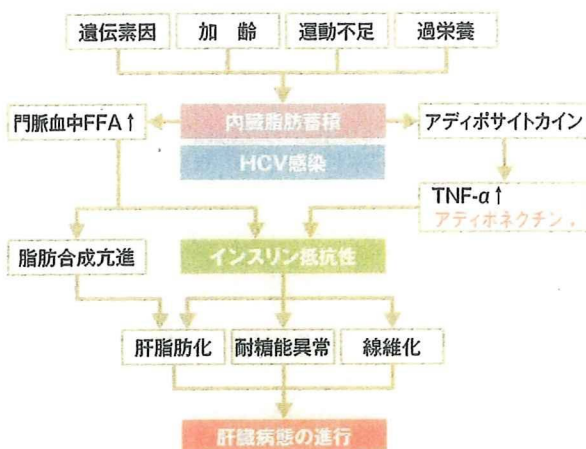 遺伝素因 加 齢 運動不足 過栄養
門脈血中FFA↑ 内臓脂肪蓄積 アディポサイトカイン
HCV感染
TNF-α↑
アディポネクチン
脂肪合成亢進 インスリン抵抗性
肝脂肪化 耐糖能異常 線維化
肝臓病態の進行